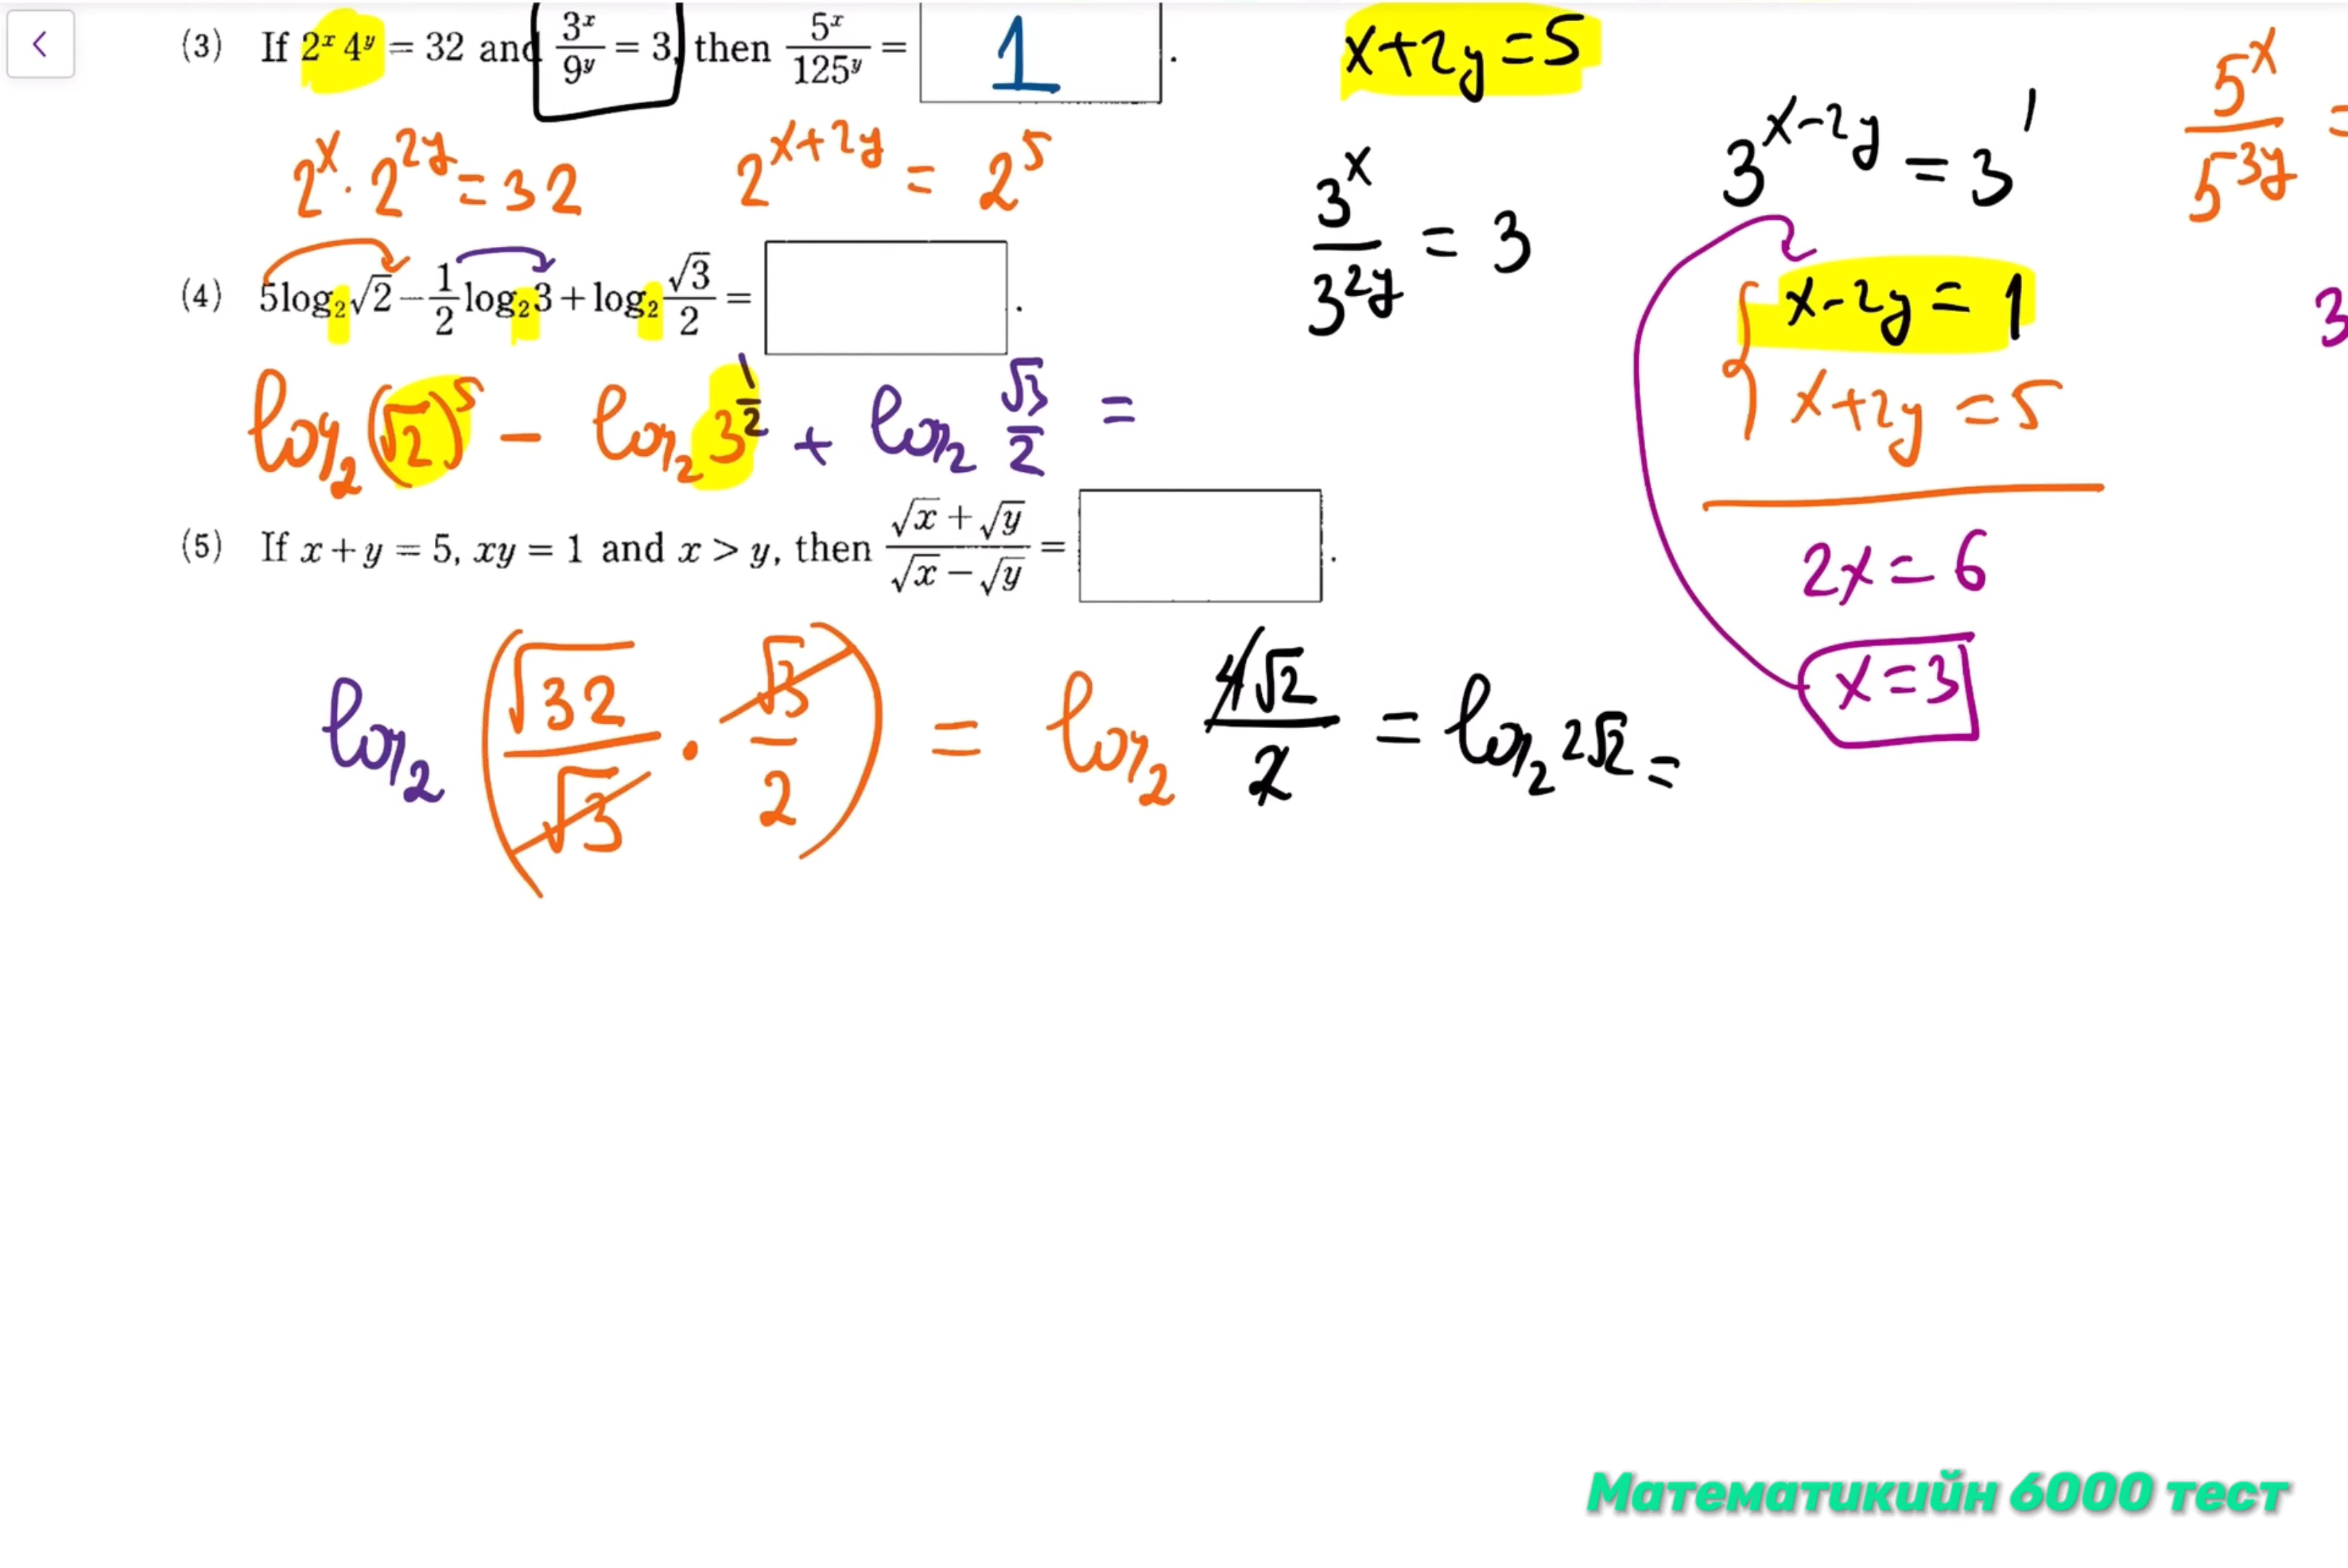 (3) If 2^x 4^y = 32 and 3^x/9^y = 3, then 5^x/125^y = 1.
x+2y=5
2^x · 2^{2y} = 32
2^{x+2y} = 2^5
3^x/3^{2y} = 3
3^{x-2y} = 3^1
5^x/5^{3y} =
(4) 5log₂√2 − 1/2 log₂3 + log₂ √3/2 = .
x-2y=1
3
x+2y=5
log₂(√2)^5 − log₂3^{1/2} + log₂ √3/2 =
(5) If x+y = 5, xy = 1 and x > y, then (√x + √y)/(√x − √y) = .
2x=6
x=3
log₂(√32/√3 · √3/2) = log₂ 4√2/2 = log₂ 2√2 =
Математикийн 6000 тест